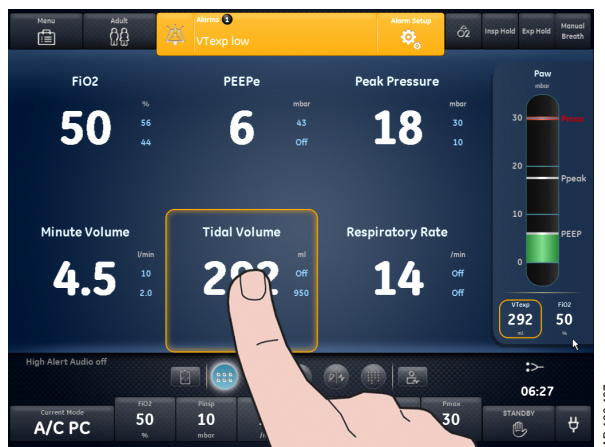 Menu
Adult
Alarms 1
VTexp low
Alarm Setup
O2
Insp Hold
Exp Hold
Manual
Breath
FiO2
50
%
56
44
PEEPe
6
mbar
43
Off
Peak Pressure
18
mbar
30
10
Paw
mbar
30
Pmax
20
Ppeak
10
PEEP
0
Minute Volume
4.5
l/min
10
2.0
Tidal Volume
292
ml
Off
950
Respiratory Rate
14
/min
Off
Off
VTexp
292
ml
FiO2
50
%
High Alert Audio off
06:27
Current Mode
A/C PC
FiO2
50
%
Pinsp
10
mbar
Pmax
30
STANDBY